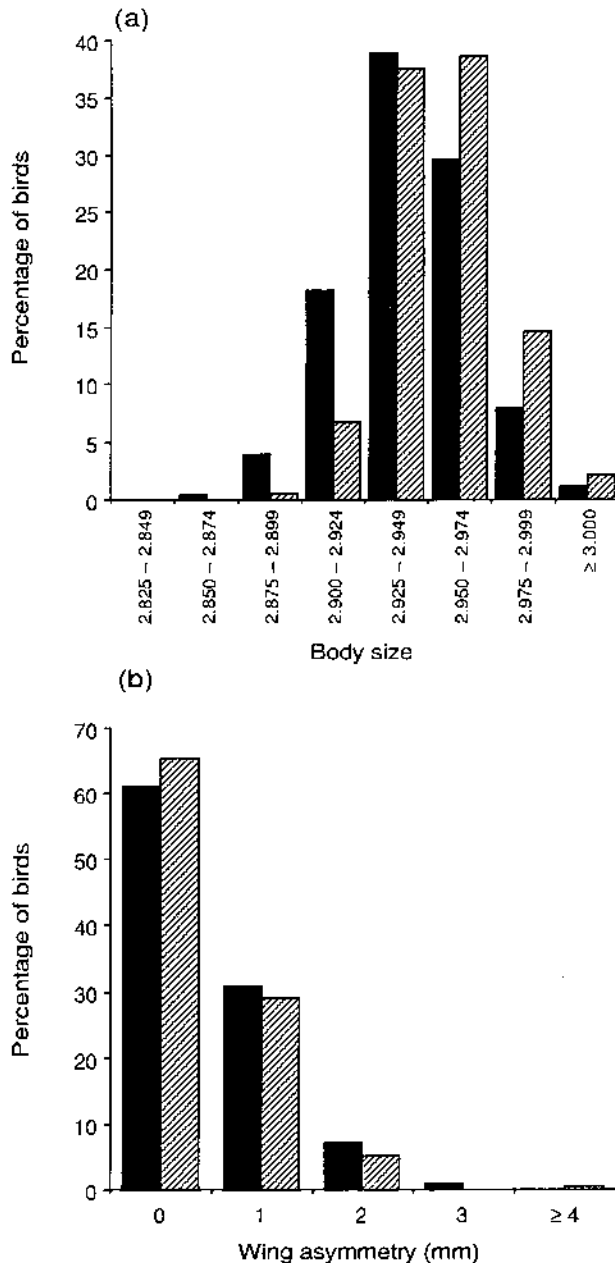 (a)
Percentage of birds
40
35
30
25
20
15
10
5
0
2.825 – 2.849
2.850 – 2.874
2.875 – 2.899
2.900 – 2.924
2.925 – 2.949
2.950 – 2.974
2.975 – 2.999
≥ 3.000
Body size
(b)
Percentage of birds
70
60
50
40
30
20
10
0
0
1
2
3
≥ 4
Wing asymmetry (mm)